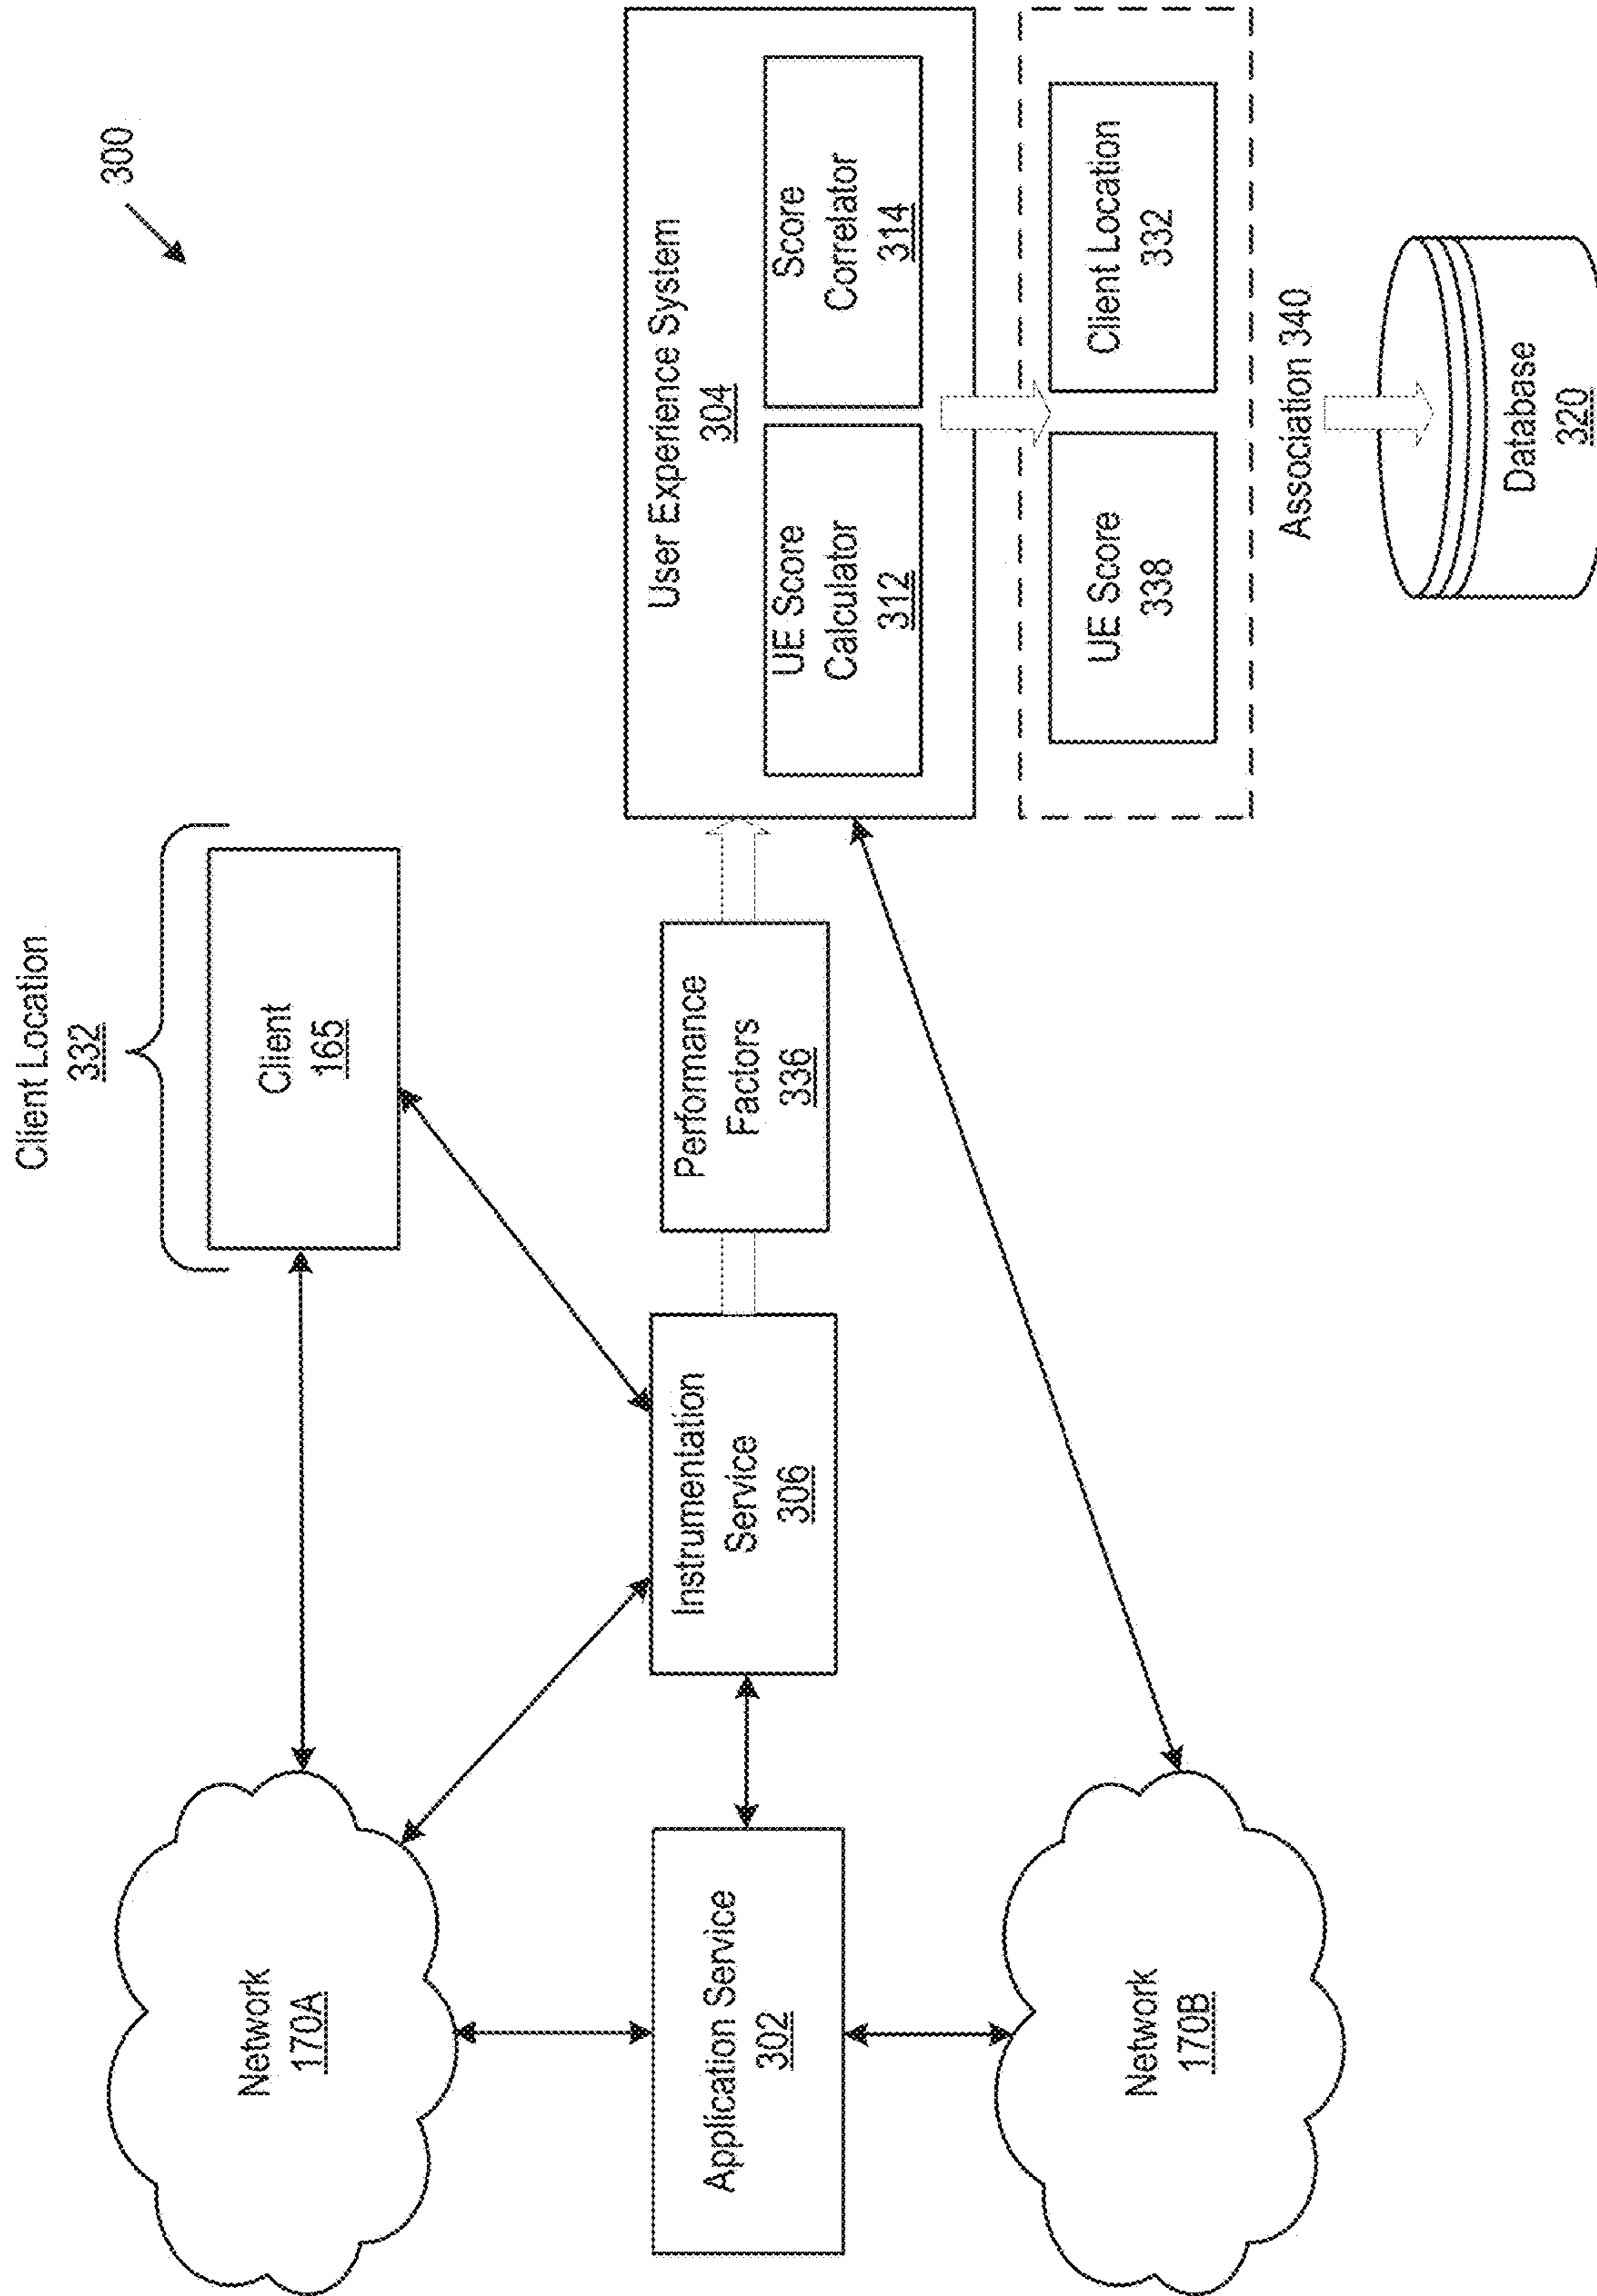 300
Client Location
332
Client
165
Network
170A
Application Service
302
Instrumentation
Service
306
Performance
Factors
336
User Experience System
304
UE Score
Calculator
312
Score
Correlator
314
UE Score
338
Client Location
332
Network
170B
Association 340
Database
320